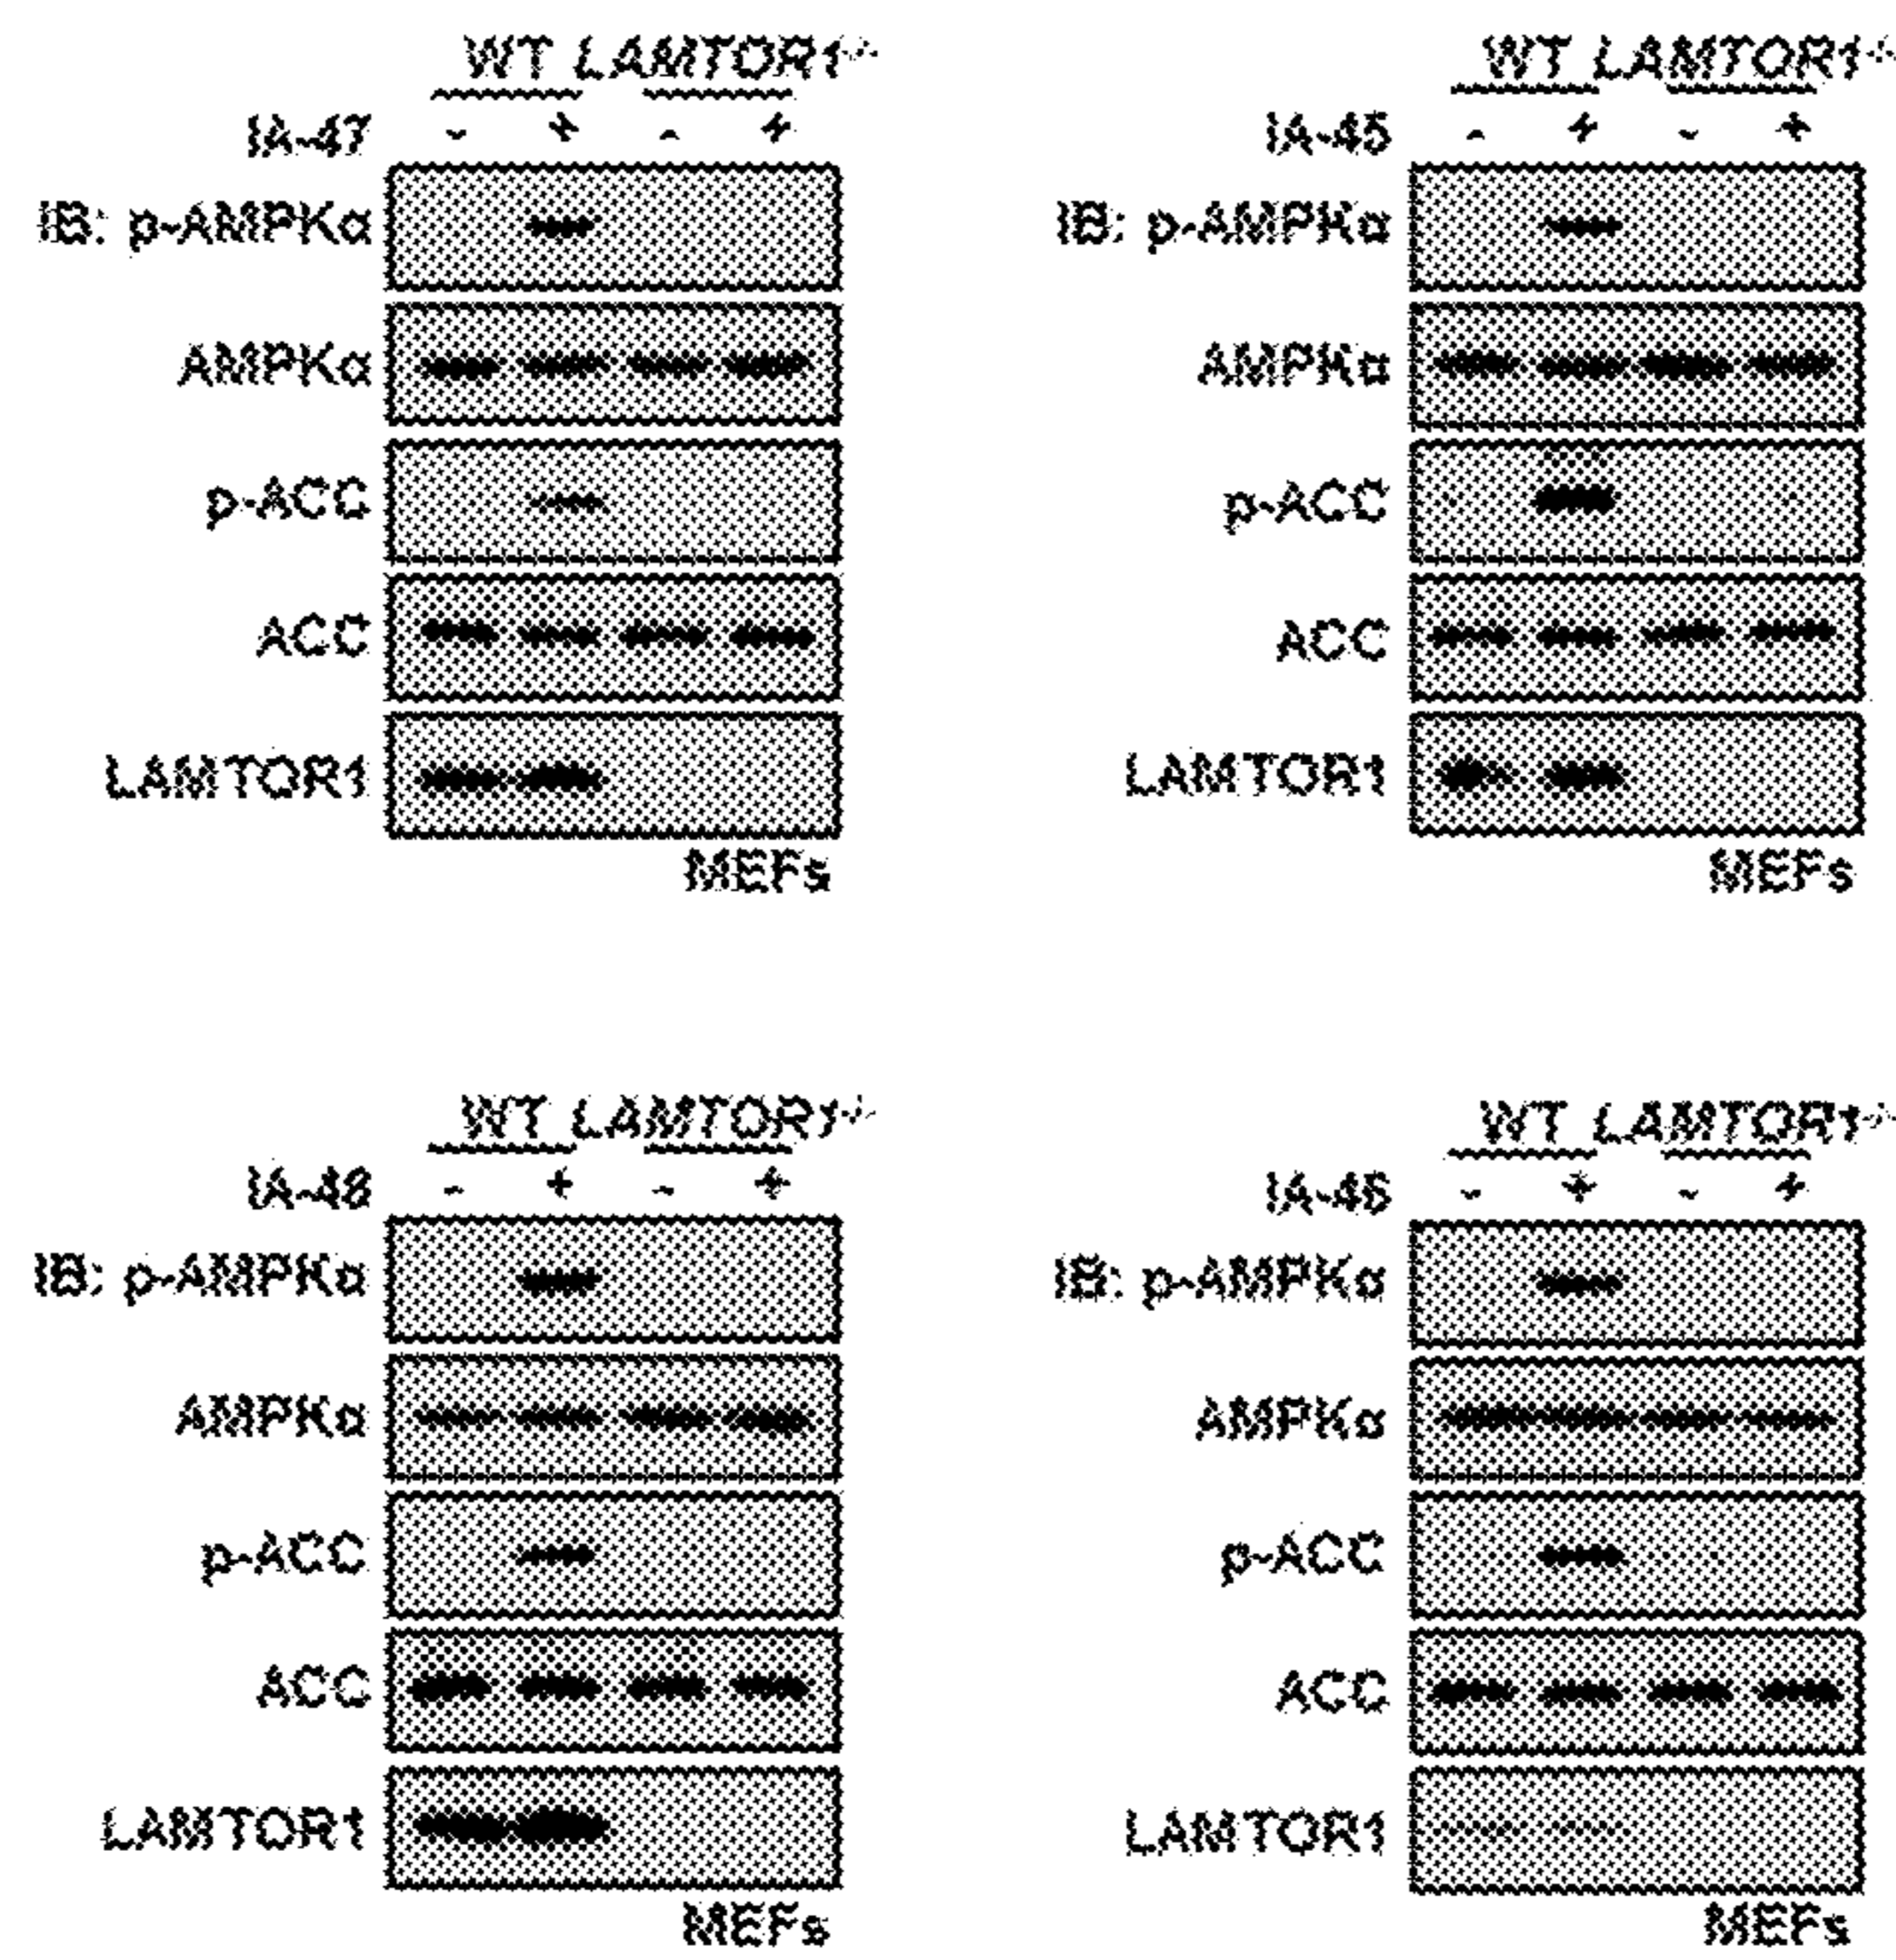 WT LAMTOR1-/-
IA-47 - + - +
IB: p-AMPKα
AMPKα
p-ACC
ACC
LAMTOR1
MEFs
WT LAMTOR1-/-
IA-45 - + - +
IB: p-AMPKα
AMPKα
p-ACC
ACC
LAMTOR1
MEFs
WT LAMTOR1-/-
IA-48 - + - +
IB: p-AMPKα
AMPKα
p-ACC
ACC
LAMTOR1
MEFs
WT LAMTOR1-/-
IA-46 - + - +
IB: p-AMPKα
AMPKα
p-ACC
ACC
LAMTOR1
MEFs